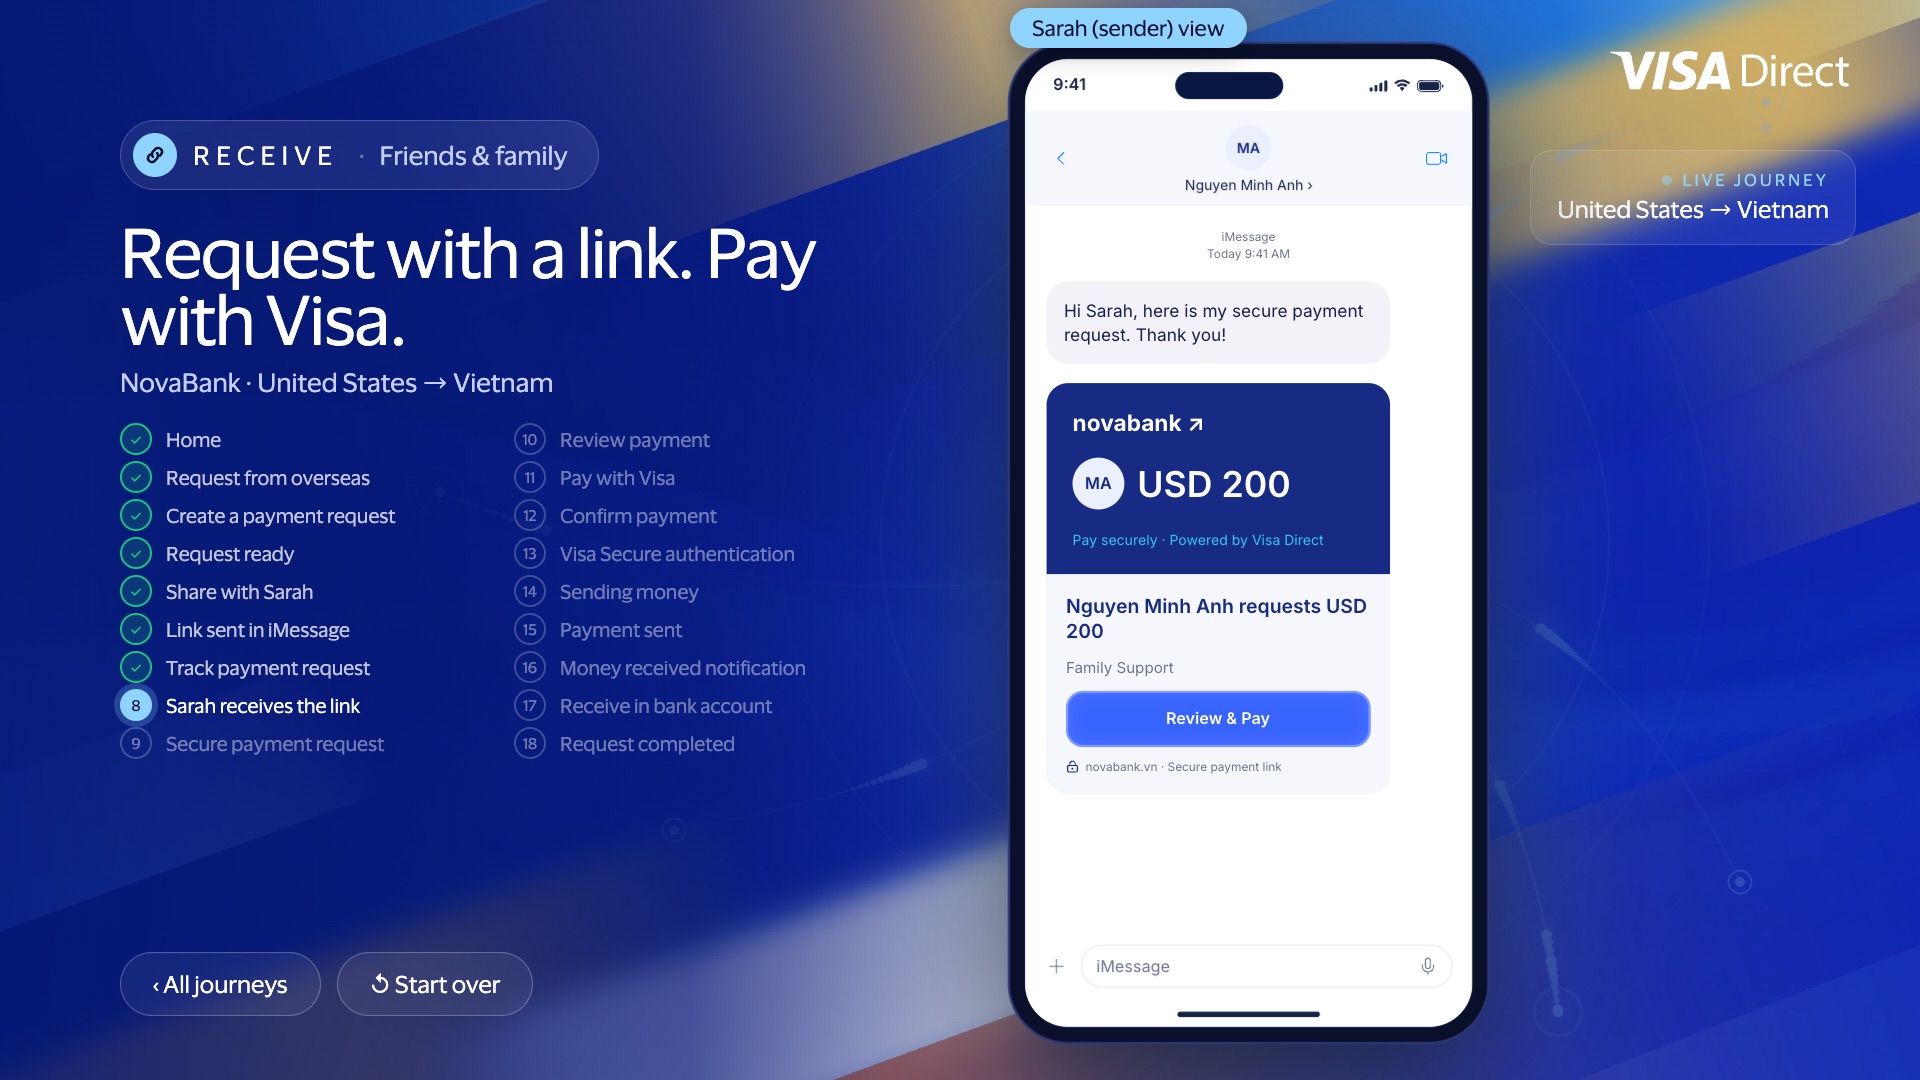 Sarah (sender) view
VISA Direct
RECEIVE · Friends & family
LIVE JOURNEY
United States → Vietnam
Request with a link. Pay
with Visa.
NovaBank · United States → Vietnam
Home
Request from overseas
Create a payment request
Request ready
Share with Sarah
Link sent in iMessage
Track payment request
8 Sarah receives the link
9 Secure payment request
10 Review payment
11 Pay with Visa
12 Confirm payment
13 Visa Secure authentication
14 Sending money
15 Payment sent
16 Money received notification
17 Receive in bank account
18 Request completed
‹ All journeys
Start over
9:41
MA
Nguyen Minh Anh ›
iMessage
Today 9:41 AM
Hi Sarah, here is my secure payment
request. Thank you!
novabank
MA USD 200
Pay securely · Powered by Visa Direct
Nguyen Minh Anh requests USD
200
Family Support
Review & Pay
novabank.vn · Secure payment link
iMessage